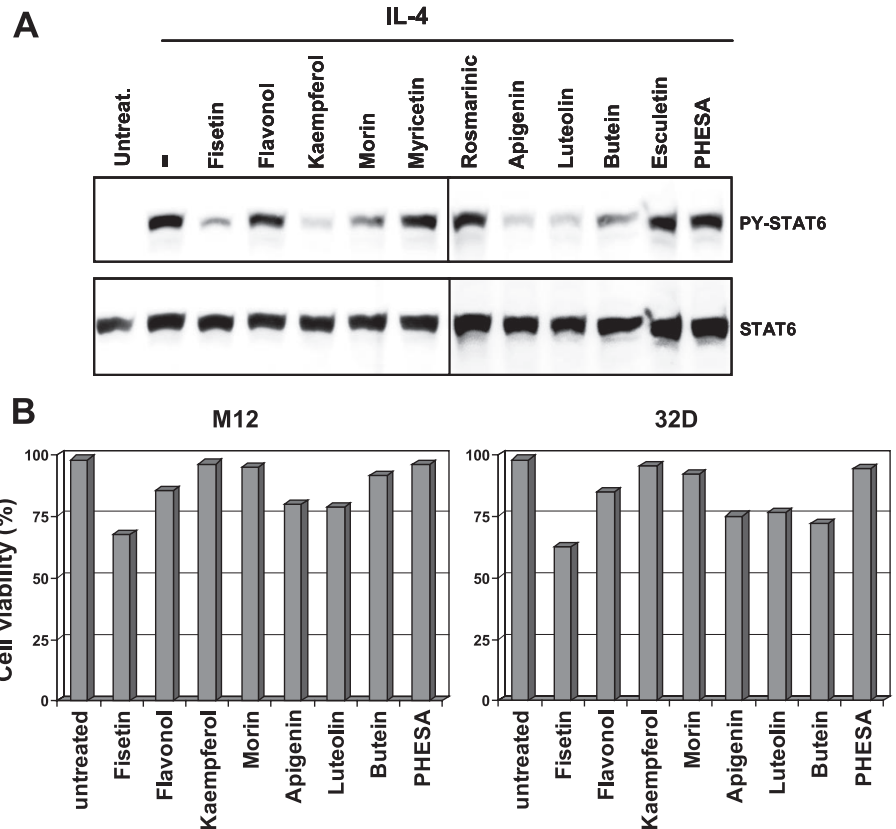 A
IL-4
Untreat.
-
Fisetin
Flavonol
Kaempferol
Morin
Myricetin
Rosmarinic
Apigenin
Luteolin
Butein
Esculetin
PHESA
PY-STAT6
STAT6
B
M12
32D
Cell Viability (%)
100
75
50
25
0
untreated
Fisetin
Flavonol
Kaempferol
Morin
Apigenin
Luteolin
Butein
PHESA
100
75
50
25
0
untreated
Fisetin
Flavonol
Kaempferol
Morin
Apigenin
Luteolin
Butein
PHESA